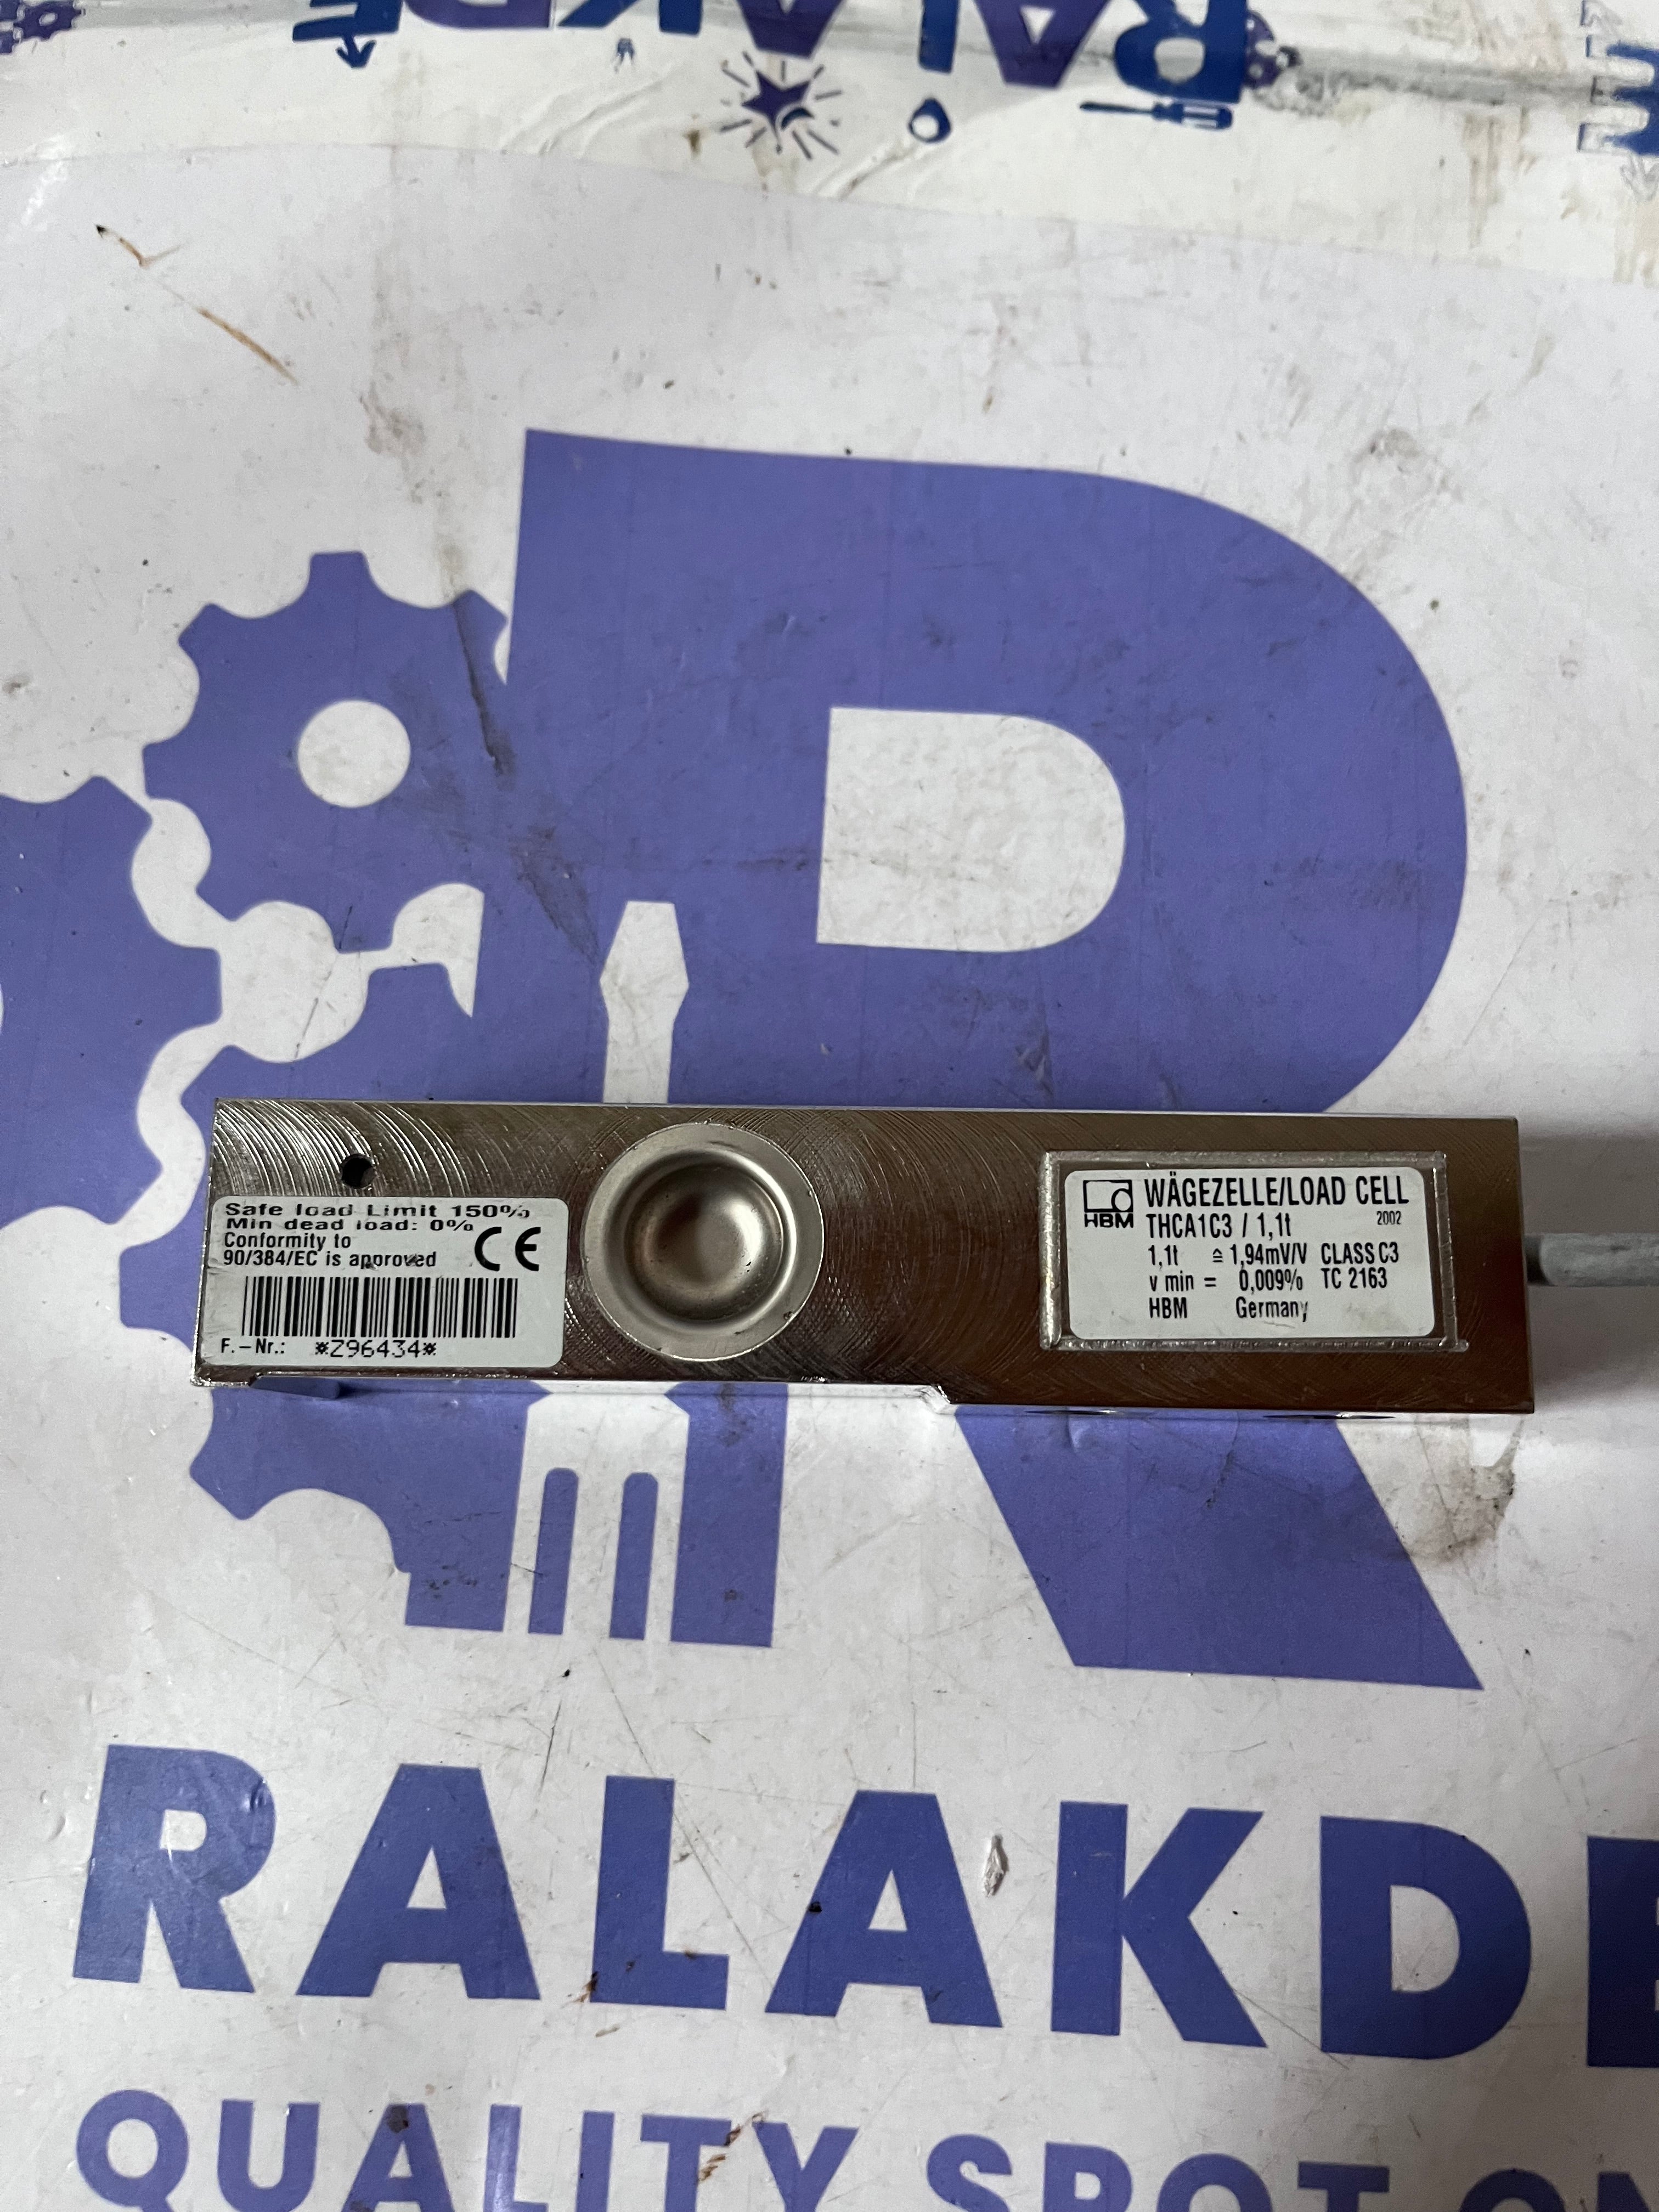 RALAKDE
Safe load Limit 150%
Min dead load: 0%
Conformity to
90/384/EC is approved
CE
F.-Nr.: *Z96434*
HBM
WÄGEZELLE/LOAD CELL
THCA1C3 / 1,1t 2002
1,1t ≙ 1,94mV/V CLASS C3
v min = 0,009% TC 2163
HBM Germany
RALAKDE
QUALITY SPOT ON